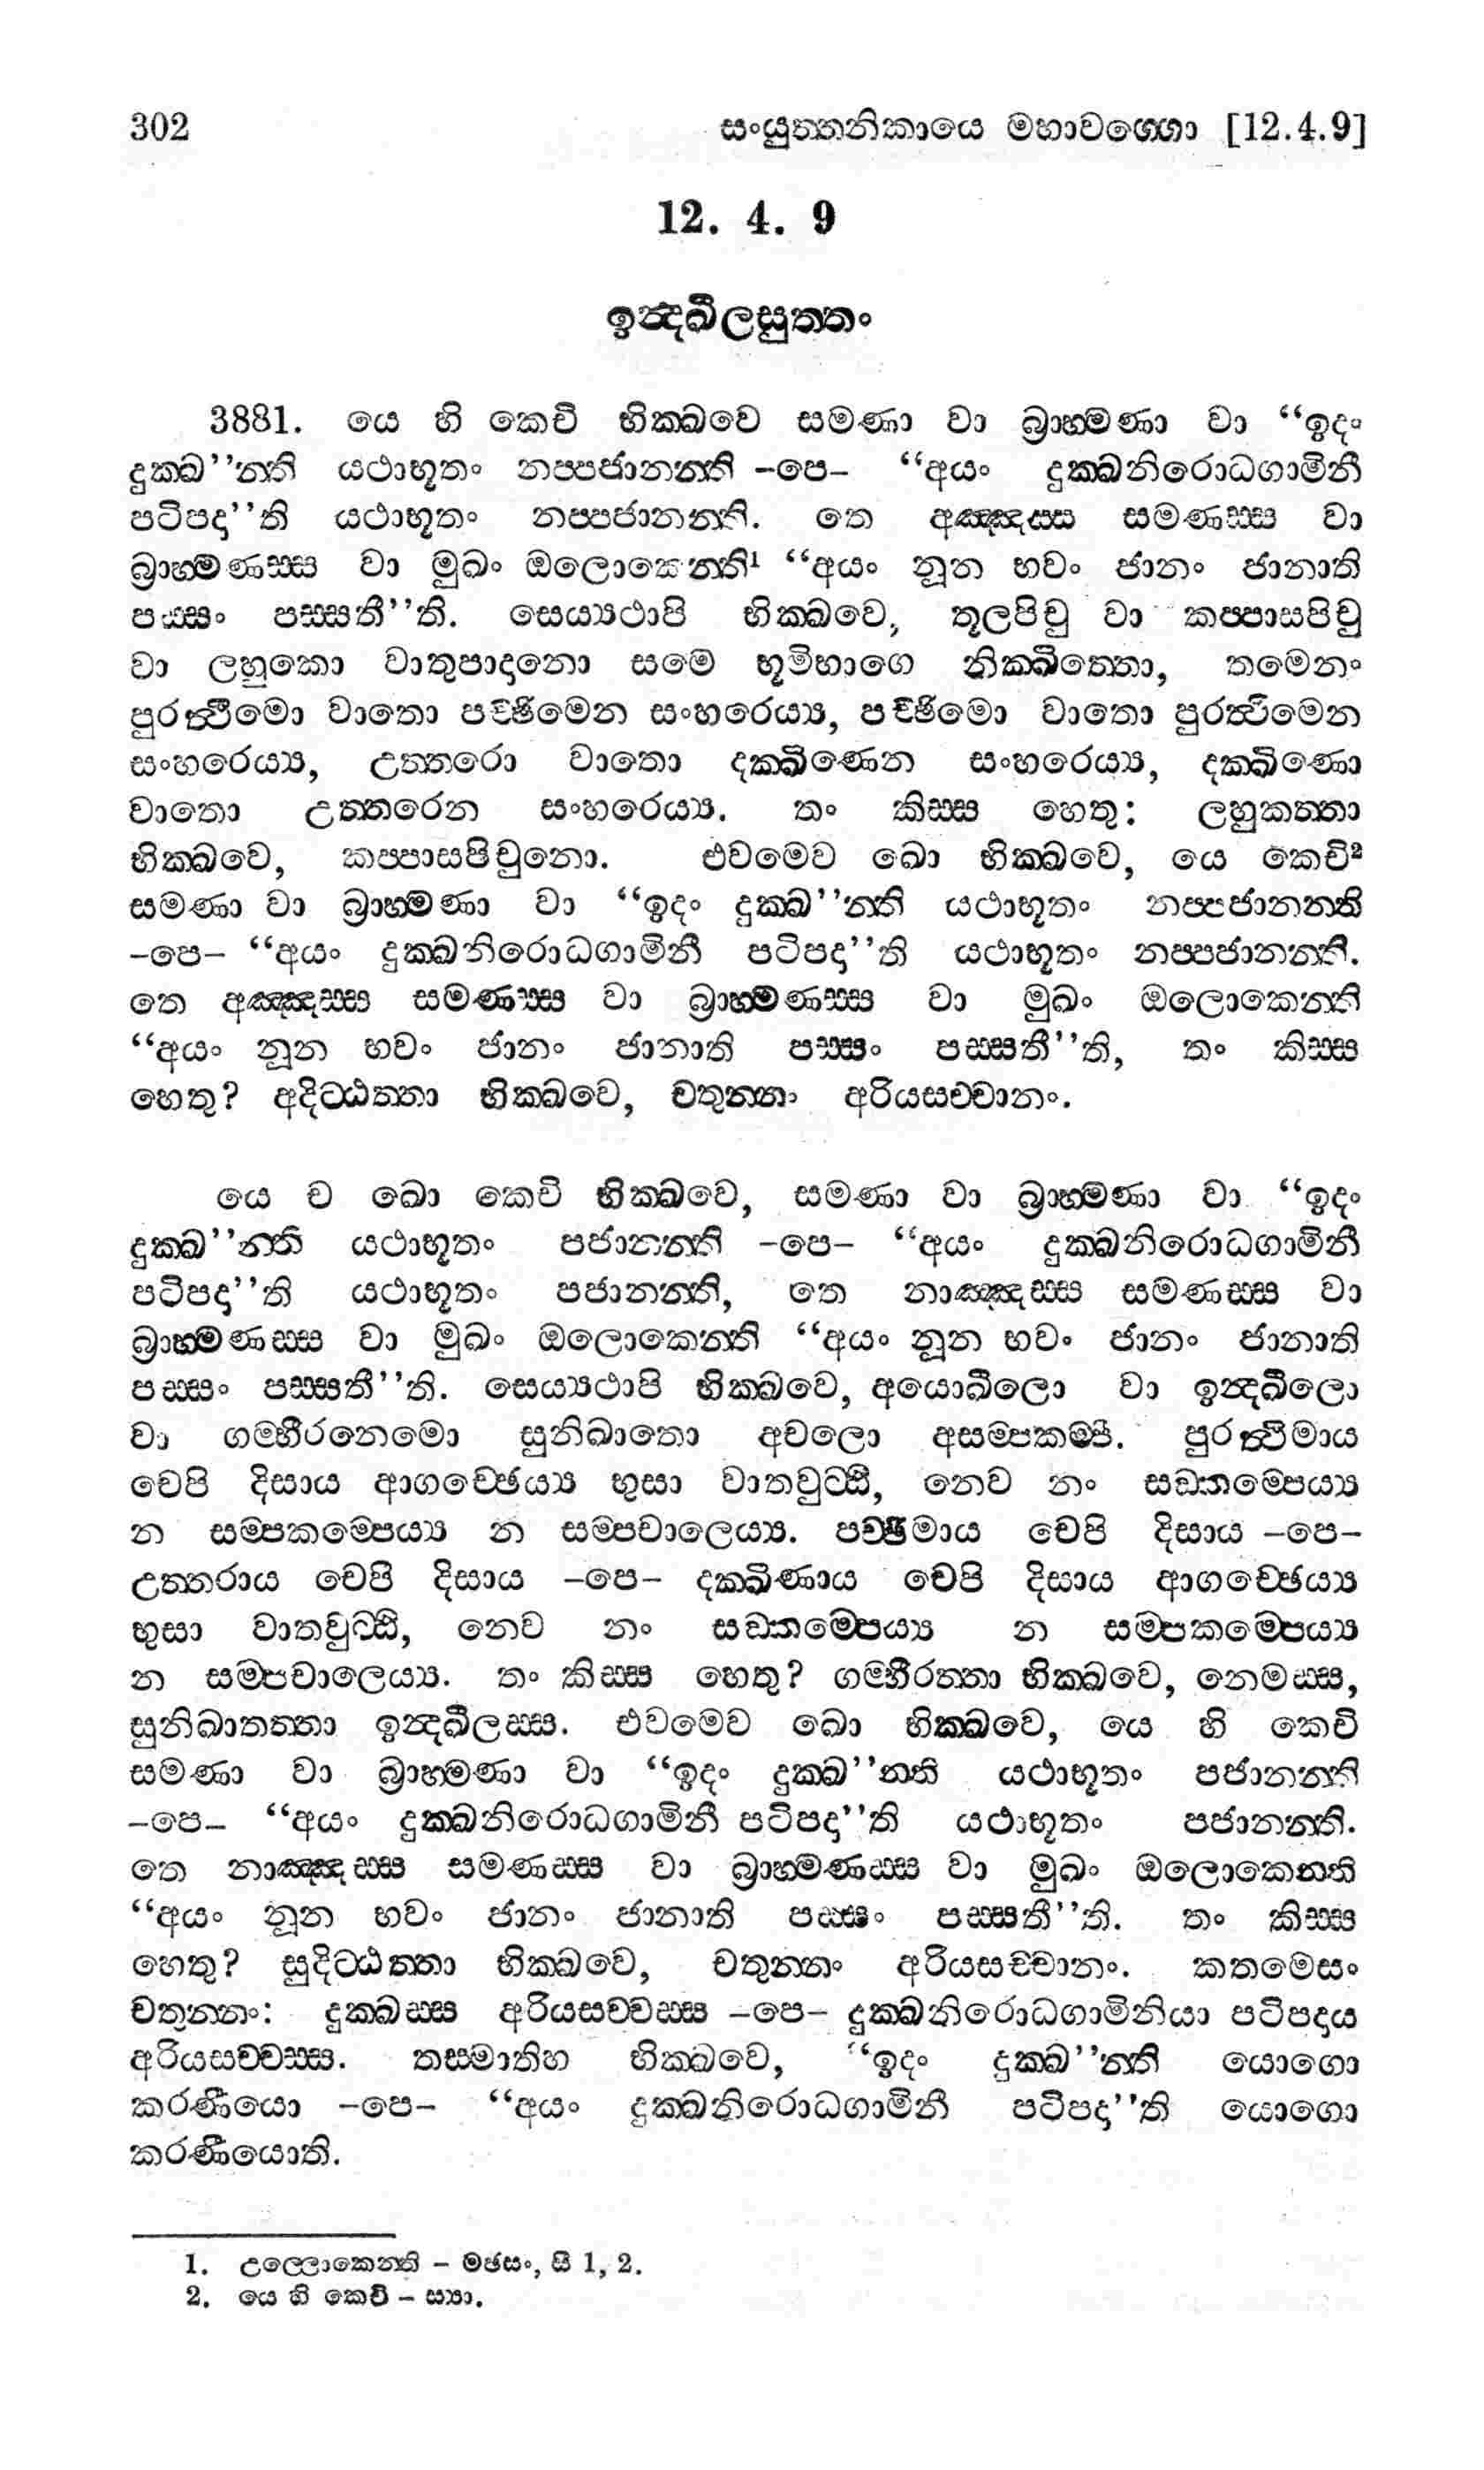 302 සංයුත්තනිකායෙ මහාවග්ගො [12.4.9]
12. 4. 9
ඉන්දඛීලසුත්තං
3881. යෙ හි කෙචි භික්ඛවෙ සමණා වා බ්‍රාහ්මණා වා “ඉදං
දුක්ඛ”න්ති යථාභූතං නප්පජානන්ති –පෙ– “අයං දුක්ඛනිරොධගාමිනී
පටිපදා”ති යථාභූතං නප්පජානන්ති. තෙ අඤ්ඤස්ස සමණස්ස වා
බ්‍රාහ්මණස්ස වා මුඛං ඔලොකෙන්ති¹ “අයං නූන භවං ජානං ජානාති
පස්සං පස්සතී”ති. සෙය්‍යථාපි භික්ඛවෙ, තූලපිචු වා කප්පාසපිචු
වා ලහුකො වාතුපාදානො සමෙ භූමිභාගෙ නික්ඛිත්තො, තමෙනං
පුරත්ථිමො වාතො පච්ඡිමෙන සංහරෙය්‍ය, පච්ඡිමො වාතො පුරත්ථිමෙන
සංහරෙය්‍ය, උත්තරො වාතො දක්ඛිණෙන සංහරෙය්‍ය, දක්ඛිණො
වාතො උත්තරෙන සංහරෙය්‍ය. තං කිස්ස හෙතු: ලහුකත්තා
භික්ඛවෙ, කප්පාසපිචුනො. එවමෙව ඛො භික්ඛවෙ, යෙ කෙචි²
සමණා වා බ්‍රාහ්මණා වා “ඉදං දුක්ඛ”න්ති යථාභූතං නප්පජානන්ති
–පෙ– “අයං දුක්ඛනිරොධගාමිනී පටිපදා”ති යථාභූතං නප්පජානන්ති.
තෙ අඤ්ඤස්ස සමණස්ස වා බ්‍රාහ්මණස්ස වා මුඛං ඔලොකෙන්ති
“අයං නූන භවං ජානං ජානාති පස්සං පස්සතී”ති, තං කිස්ස
හෙතු? අදිට්ඨත්තා භික්ඛවෙ, චතුන්නං අරියසච්චානං.
යෙ ච ඛො කෙචි භික්ඛවෙ, සමණා වා බ්‍රාහ්මණා වා “ඉදං
දුක්ඛ”න්ති යථාභූතං පජානන්ති –පෙ– “අයං දුක්ඛනිරොධගාමිනී
පටිපදා”ති යථාභූතං පජානන්ති, තෙ නාඤ්ඤස්ස සමණස්ස වා
බ්‍රාහ්මණස්ස වා මුඛං ඔලොකෙන්ති “අයං නූන භවං ජානං ජානාති
පස්සං පස්සතී”ති. සෙය්‍යථාපි භික්ඛවෙ, අයොඛීලො වා ඉන්දඛීලො
වා ගම්භීරනෙමො සුනිඛාතො අචලො අසම්පකම්පී. පුරත්ථිමාය
චෙපි දිසාය ආගච්ඡෙය්‍ය භුසා වාතවුට්ඨි, නෙව නං සඞ්කම්පෙය්‍ය
න සම්පකම්පෙය්‍ය න සම්පචාලෙය්‍ය. පච්ඡිමාය චෙපි දිසාය –පෙ–
උත්තරාය චෙපි දිසාය –පෙ– දක්ඛිණාය චෙපි දිසාය ආගච්ඡෙය්‍ය
භුසා වාතවුට්ඨි, නෙව නං සඞ්කම්පෙය්‍ය න සම්පකම්පෙය්‍ය
න සම්පචාලෙය්‍ය. තං කිස්ස හෙතු? ගම්භීරත්තා භික්ඛවෙ, නෙමස්ස,
සුනිඛාතත්තා ඉන්දඛීලස්ස. එවමෙව ඛො භික්ඛවෙ, යෙ හි කෙචි
සමණා වා බ්‍රාහ්මණා වා “ඉදං දුක්ඛ”න්ති යථාභූතං පජානන්ති
–පෙ– “අයං දුක්ඛනිරොධගාමිනී පටිපදා”ති යථාභූතං පජානන්ති.
තෙ නාඤ්ඤස්ස සමණස්ස වා බ්‍රාහ්මණස්ස වා මුඛං ඔලොකෙන්ති
“අයං නූන භවං ජානං ජානාති පස්සං පස්සතී”ති. තං කිස්ස
හෙතු? සුදිට්ඨත්තා භික්ඛවෙ, චතුන්නං අරියසච්චානං. කතමෙසං
චතුන්නං: දුක්ඛස්ස අරියසච්චස්ස –පෙ– දුක්ඛනිරොධගාමිනියා පටිපදාය
අරියසච්චස්ස. තස්මාතිහ භික්ඛවෙ, “ඉදං දුක්ඛ”න්ති යොගො
කරණීයො –පෙ– “අයං දුක්ඛනිරොධගාමිනී පටිපදා”ති යොගො
කරණීයොති.
1. උල්ලොකෙන්ති – මඡසං, සී 1, 2.
2. යෙ හි කෙචි – ස්‍යා.